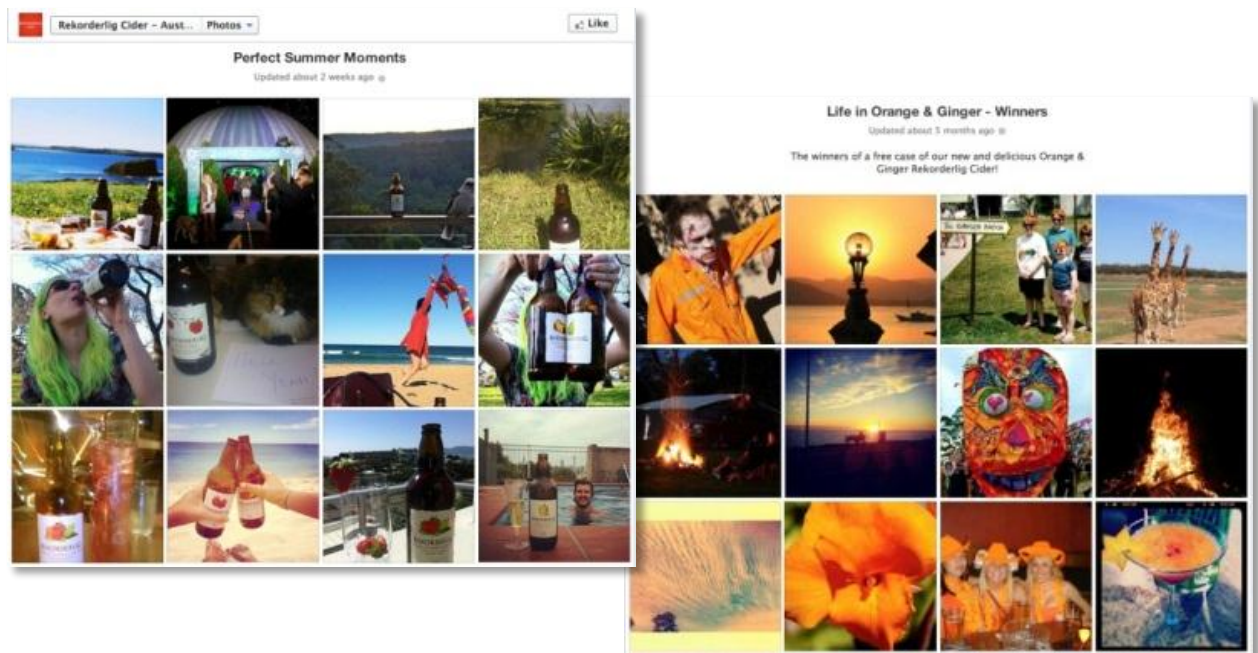 Rekorderlig Cider – Aust... Photos
Like
Perfect Summer Moments
Updated about 2 weeks ago
Life in Orange & Ginger – Winners
Updated about 5 months ago
The winners of a free case of our new and delicious Orange &
Ginger Rekorderlig Cider!